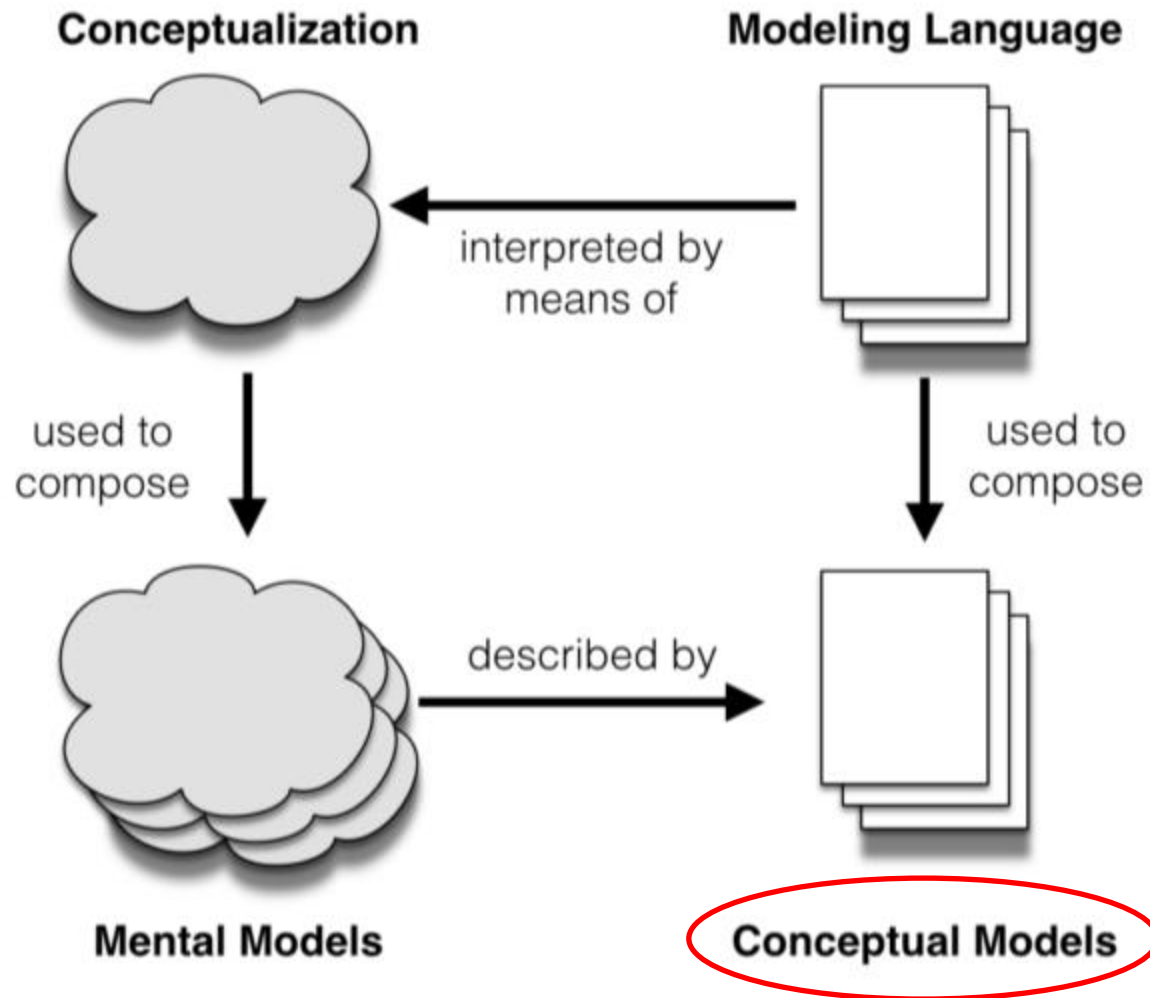 Conceptualization
Modeling Language
interpreted by
means of
used to
compose
used to
compose
described by
Mental Models
Conceptual Models